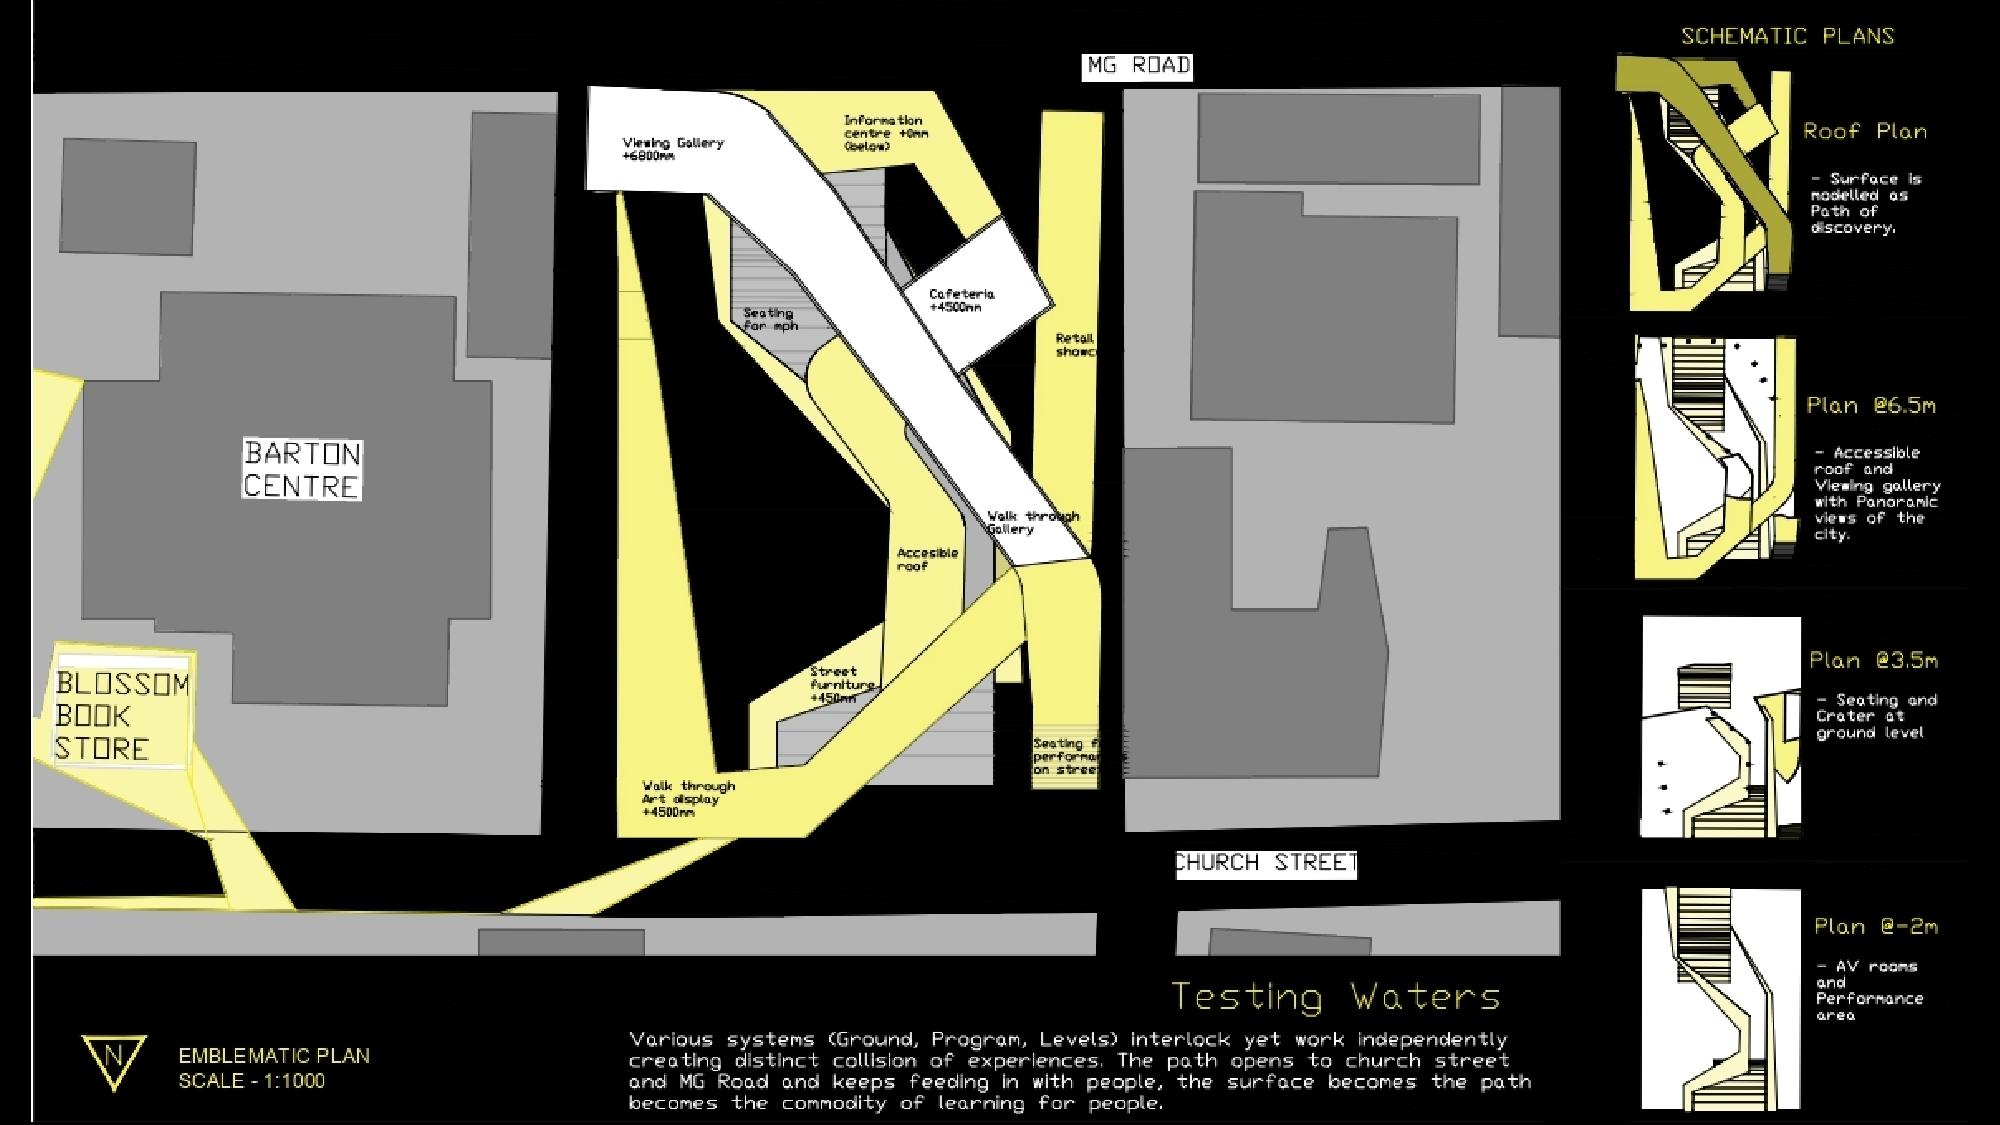 SCHEMATIC PLANS
MG ROAD
Viewing Gallery
+6800mm
Information
centre +0mm
(below)
Cafeteria
+4500mm
Seating
for mph
Retail
BARTON
CENTRE
Walk through
Gallery
Accesible
roof
Street
furniture
+450mm
Seating f
performa
on stree
Walk through
Art display
+4500mm
BLOSSOM
BOOK
STORE
CHURCH STREET
Roof Plan
- Surface is
modelled as
Path of
discovery.
Plan @6.5m
- Accessible
roof and
Viewing gallery
with Panoramic
views of the
city.
Plan @3.5m
- Seating and
Crater at
ground level
Plan @-2m
- AV rooms
and
Performance
area
N
EMBLEMATIC PLAN
SCALE - 1:1000
Testing Waters
Various systems (Ground, Program, Levels) interlock yet work independently
creating distinct collision of experiences. The path opens to church street
and MG Road and keeps feeding in with people, the surface becomes the path
becomes the commodity of learning for people.